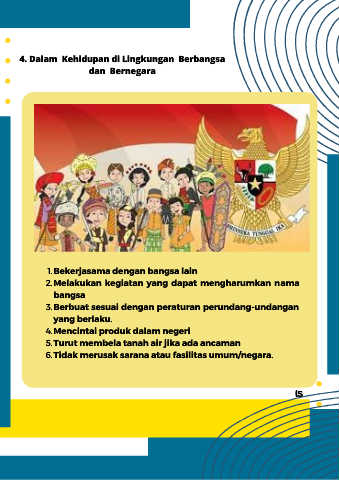 4. Dalam Kehidupan di Lingkungan Berbangsa
dan Bernegara
BHINNEKA TUNGGAL IKA
1. Bekerjasama dengan bangsa lain
2. Melakukan kegiatan yang dapat mengharumkan nama
bangsa
3. Berbuat sesuai dengan peraturan perundang-undangan
yang berlaku.
4. Mencintai produk dalam negeri
5. Turut membela tanah air jika ada ancaman
6. Tidak merusak sarana atau fasilitas umum/negara.